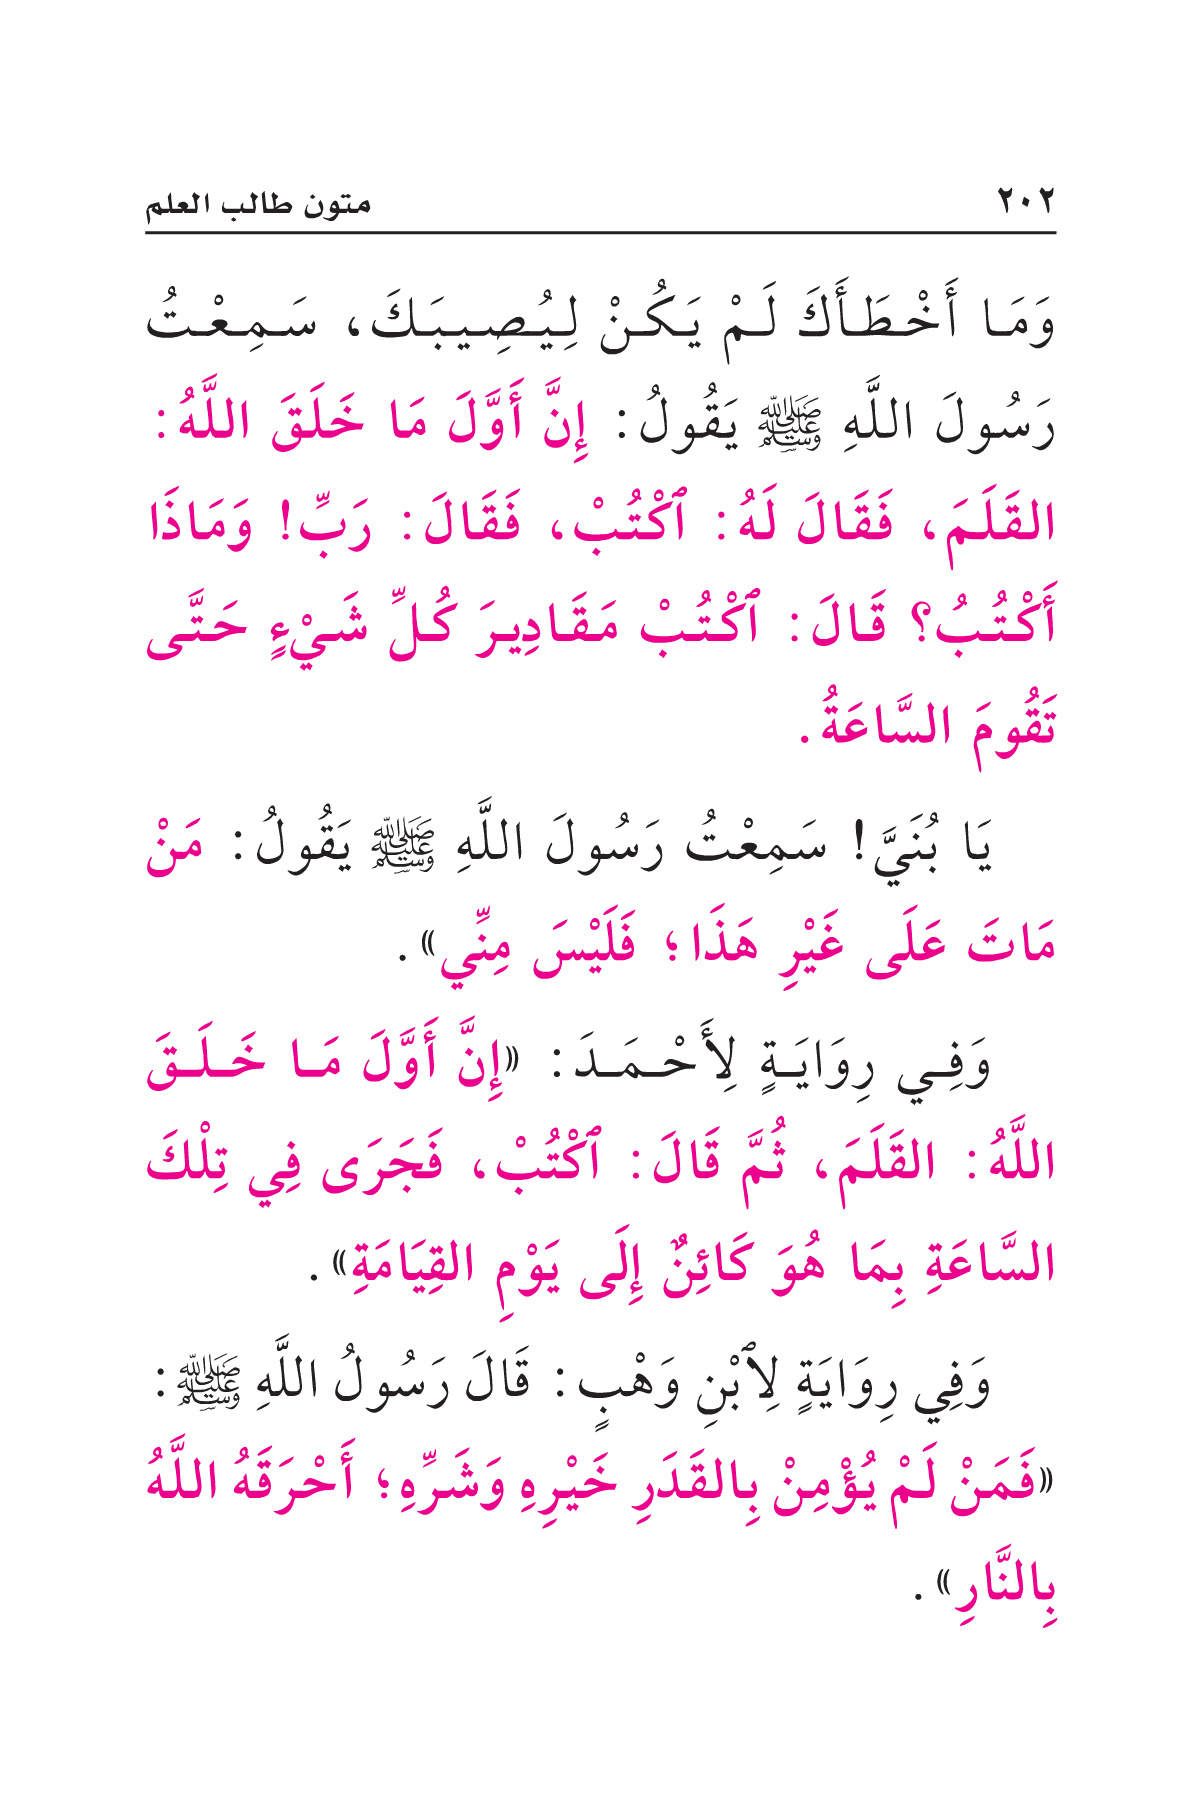 ٢٠٢ متون طالب العلم
وَمَا أَخْطَأَكَ لَمْ يَكُنْ لِيُصِيبَكَ، سَمِعْتُ
رَسُولَ اللَّهِ ﷺ يَقُولُ: إِنَّ أَوَّلَ مَا خَلَقَ اللَّهُ:
القَلَمَ، فَقَالَ لَهُ: ٱكْتُبْ، فَقَالَ: رَبِّ! وَمَاذَا
أَكْتُبُ؟ قَالَ: ٱكْتُبْ مَقَادِيرَ كُلِّ شَيْءٍ حَتَّى
تَقُومَ السَّاعَةُ.
يَا بُنَيَّ! سَمِعْتُ رَسُولَ اللَّهِ ﷺ يَقُولُ: مَنْ
مَاتَ عَلَى غَيْرِ هَذَا؛ فَلَيْسَ مِنِّي».
وَفِي رِوَايَةٍ لِأَحْمَدَ: «إِنَّ أَوَّلَ مَا خَلَقَ
اللَّهُ: القَلَمَ، ثُمَّ قَالَ: ٱكْتُبْ، فَجَرَى فِي تِلْكَ
السَّاعَةِ بِمَا هُوَ كَائِنٌ إِلَى يَوْمِ القِيَامَةِ».
وَفِي رِوَايَةٍ لِٱبْنِ وَهْبٍ: قَالَ رَسُولُ اللَّهِ ﷺ:
«فَمَنْ لَمْ يُؤْمِنْ بِالقَدَرِ خَيْرِهِ وَشَرِّهِ؛ أَحْرَقَهُ اللَّهُ
بِالنَّارِ».